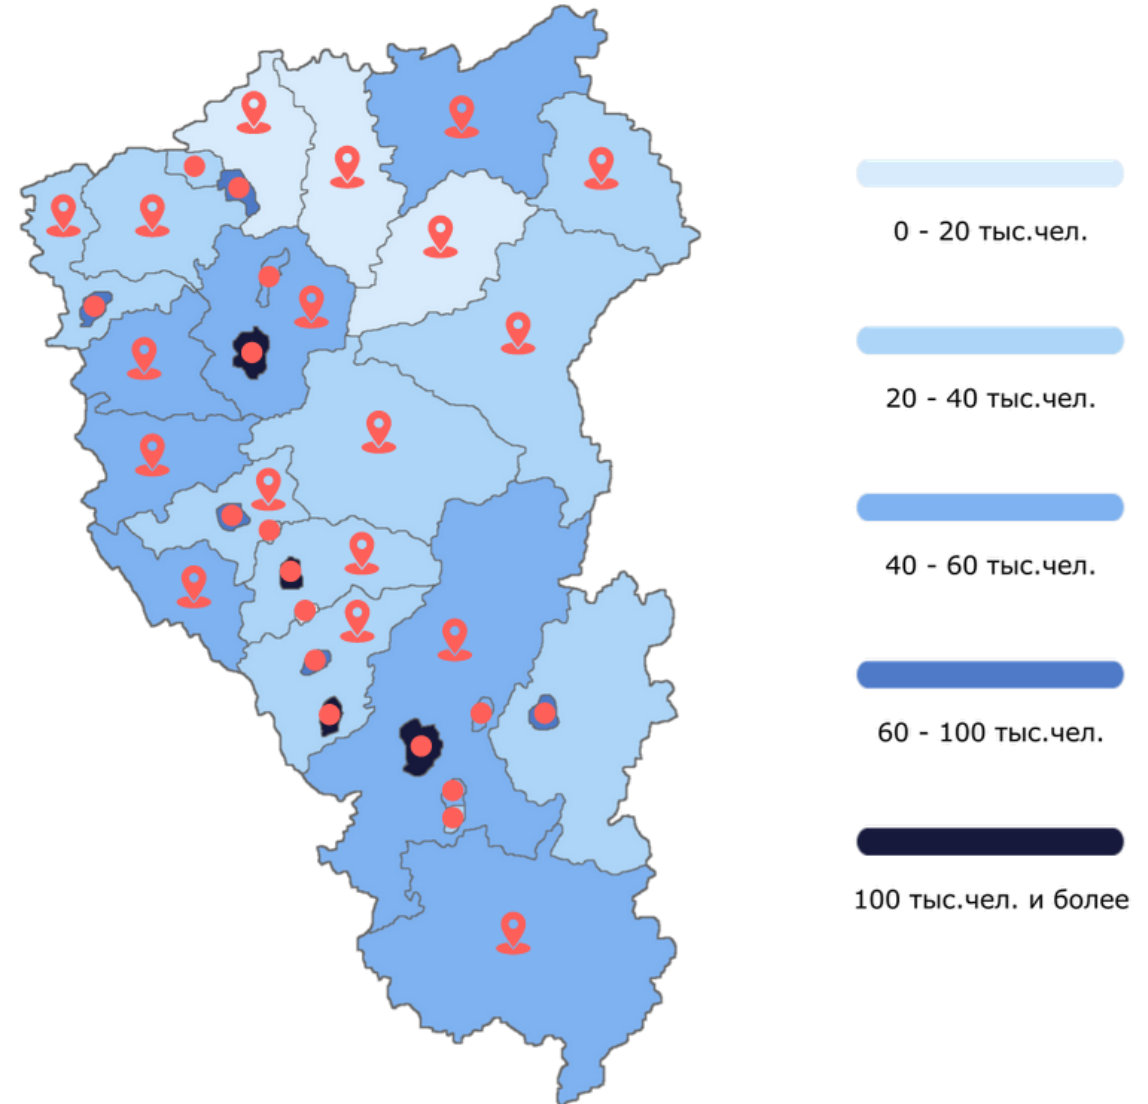 0 - 20 тыс.чел.
20 - 40 тыс.чел.
40 - 60 тыс.чел.
60 - 100 тыс.чел.
100 тыс.чел. и более